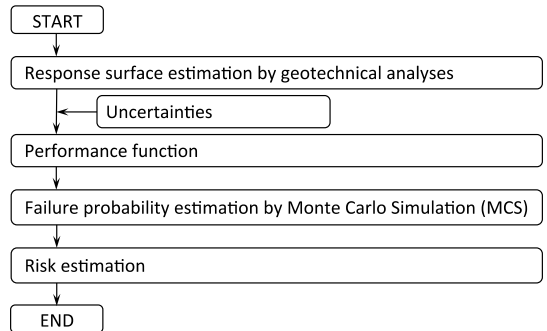 START
Response surface estimation by geotechnical analyses
Uncertainties
Performance function
Failure probability estimation by Monte Carlo Simulation (MCS)
Risk estimation
END